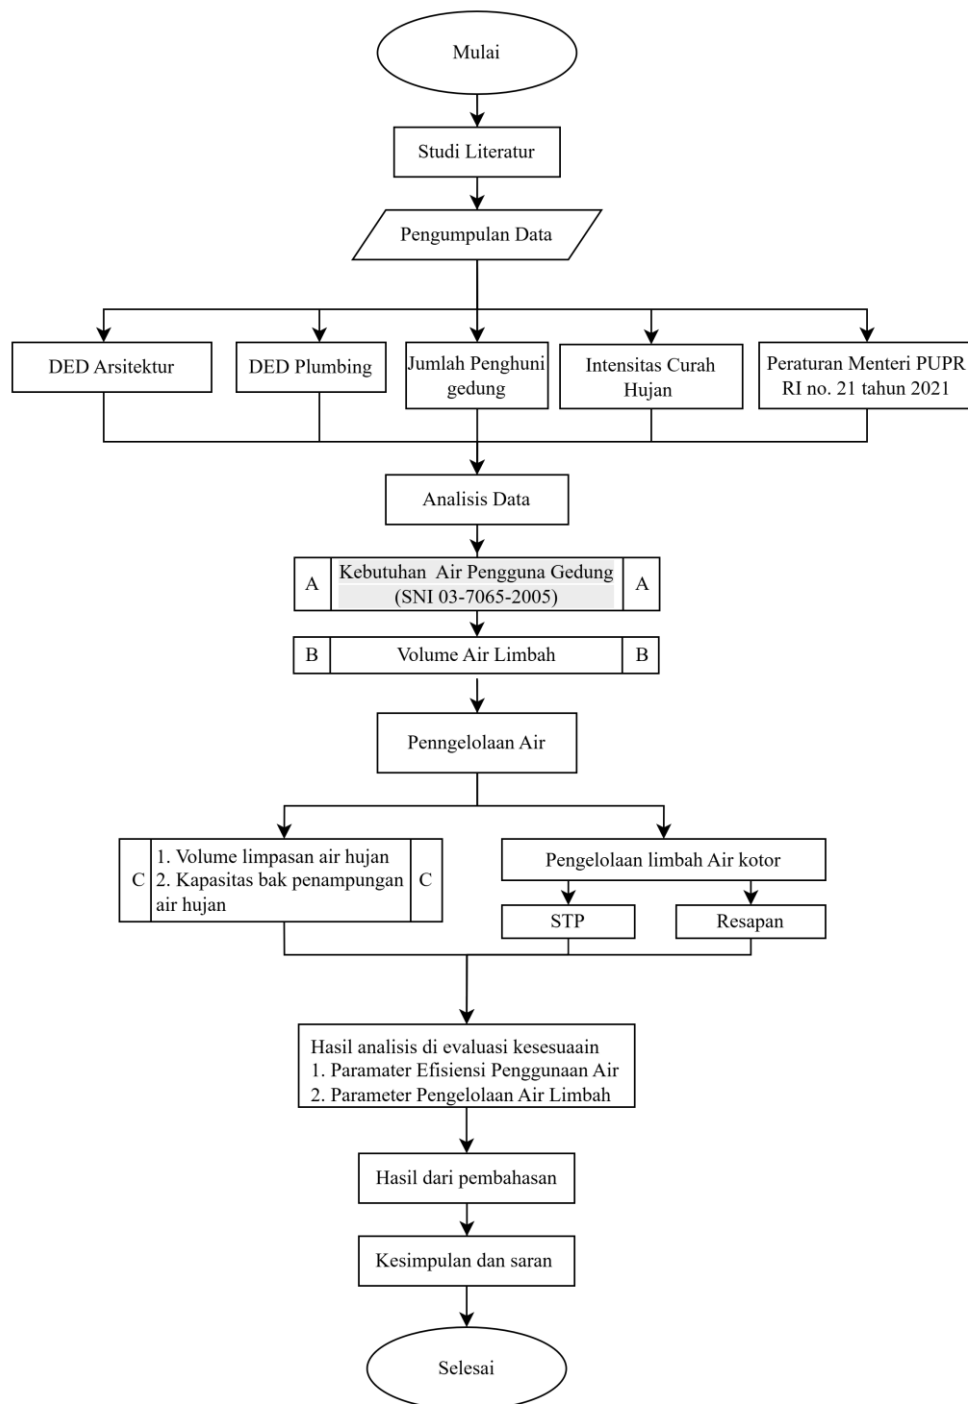 Mulai
Studi Literatur
Pengumpulan Data
DED Arsitektur
DED Plumbing
Jumlah Penghuni
gedung
Intensitas Curah
Hujan
Peraturan Menteri PUPR
RI no. 21 tahun 2021
Analisis Data
A
Kebutuhan Air Pengguna Gedung
(SNI 03-7065-2005)
A
B
Volume Air Limbah
B
Penngelolaan Air
C
1. Volume limpasan air hujan
2. Kapasitas bak penampungan
air hujan
C
Pengelolaan limbah Air kotor
STP
Resapan
Hasil analisis di evaluasi kesesuaain
1. Paramater Efisiensi Penggunaan Air
2. Parameter Pengelolaan Air Limbah
Hasil dari pembahasan
Kesimpulan dan saran
Selesai